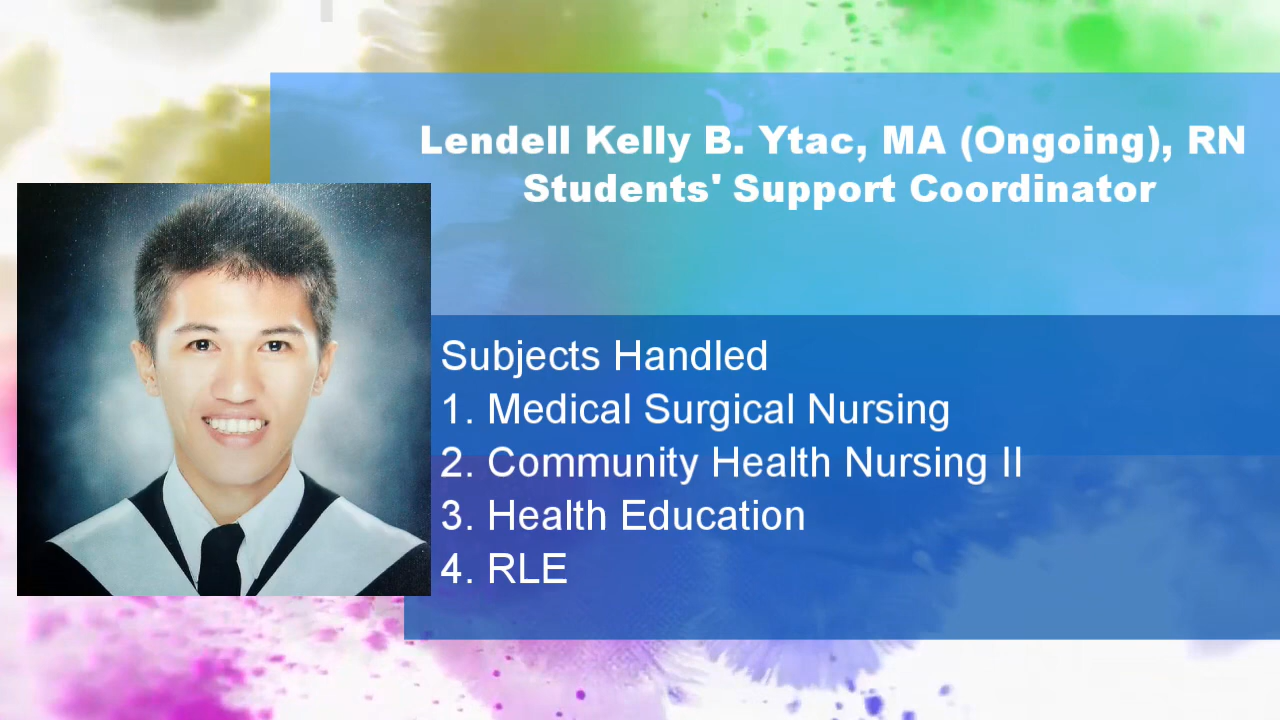 Lendell Kelly B. Ytac, MA (Ongoing), RN
Students' Support Coordinator
Subjects Handled
1. Medical Surgical Nursing
2. Community Health Nursing II
3. Health Education
4. RLE